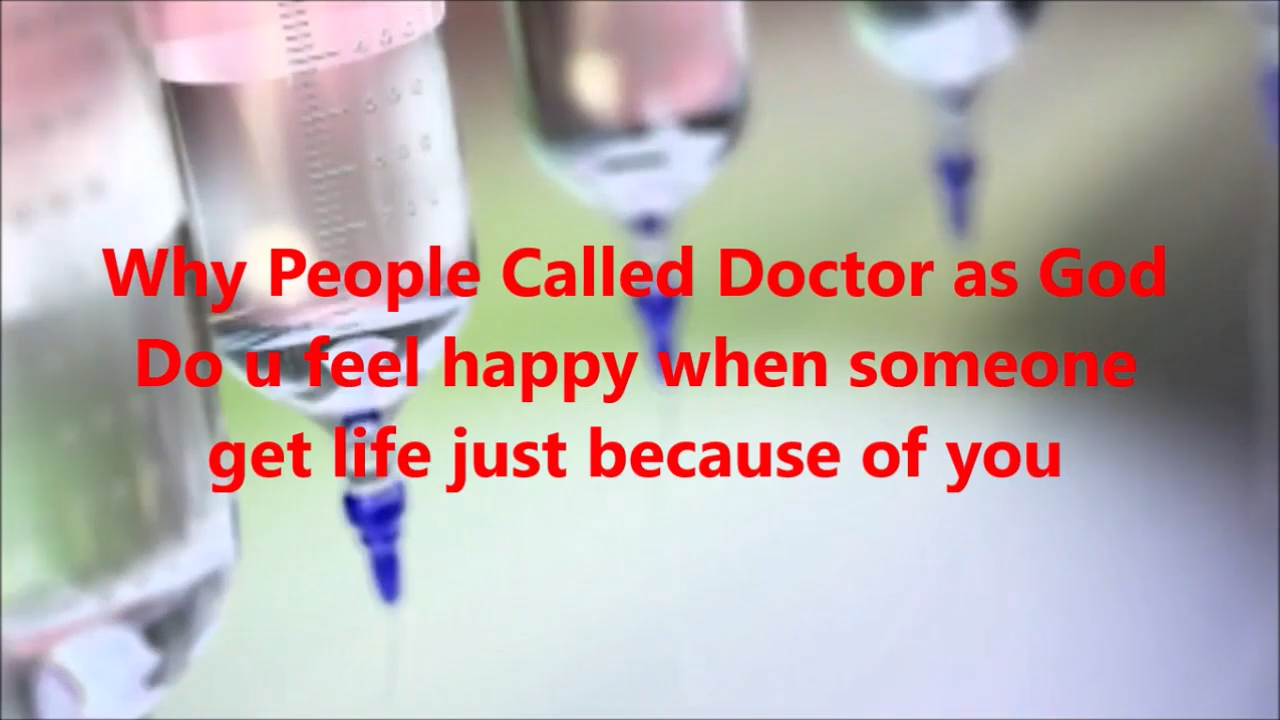 Why People Called Doctor as God
Do u feel happy when someone
get life just because of you